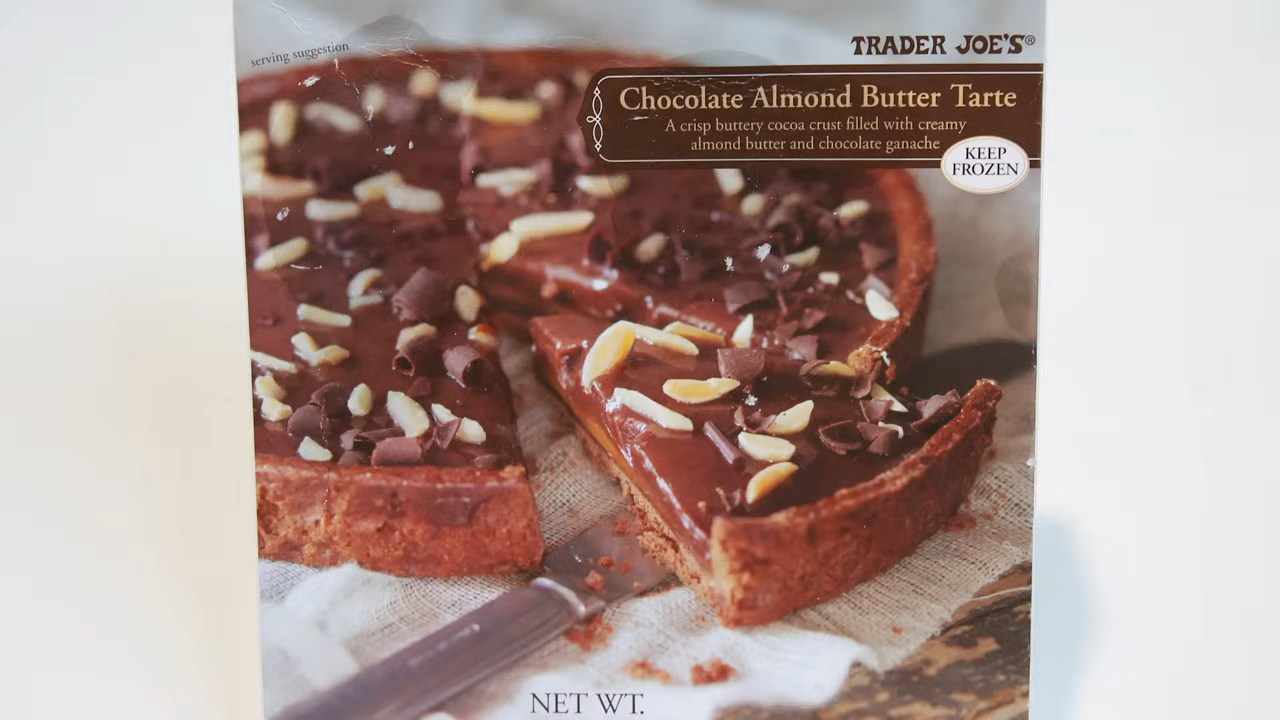 serving suggestion
TRADER JOE'S®
Chocolate Almond Butter Tarte
A crisp buttery cocoa crust filled with creamy
almond butter and chocolate ganache
KEEP
FROZEN
NET WT.